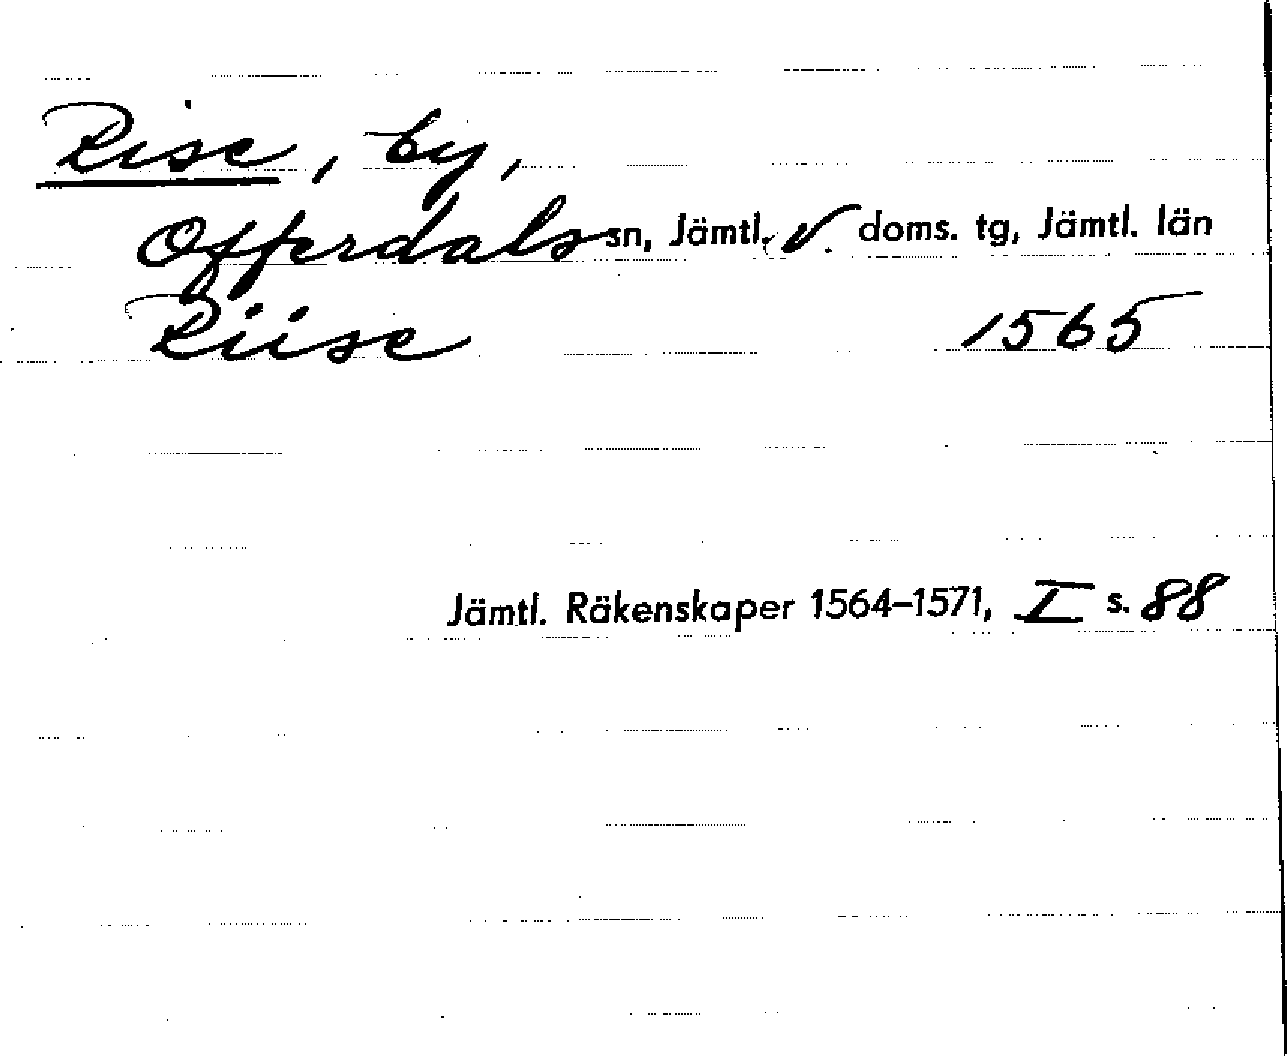 Rise, by,
Offerdals sn, Jämtl. v. doms. tg, Jämtl. län
Riise 1565
Jämtl. Räkenskaper 1564–1571, I s. 88